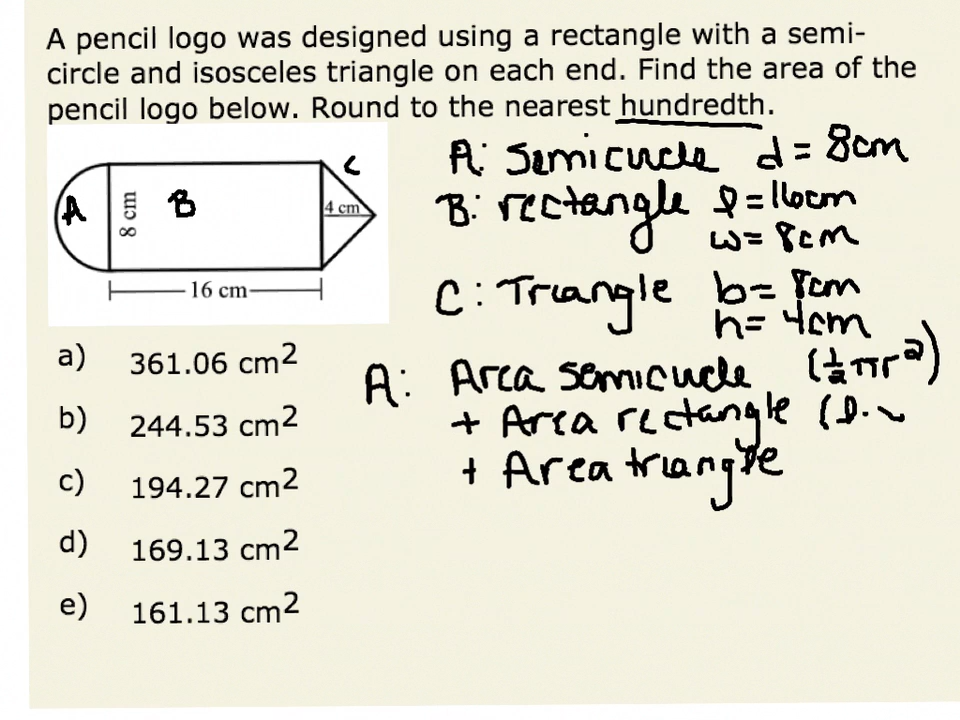 A pencil logo was designed using a rectangle with a semi-
circle and isosceles triangle on each end. Find the area of the
pencil logo below. Round to the nearest hundredth.
A: Semicircle d = 8cm
C
A 8 cm B 4 cm
B: rectangle l = 16cm
w = 8cm
16 cm
C: Triangle b = 8cm
h = 4cm
a) 361.06 cm2
A: Area semicircle (1/2 πr2)
b) 244.53 cm2
+ Area rectangle (l·
+ Area triangle
c) 194.27 cm2
d) 169.13 cm2
e) 161.13 cm2